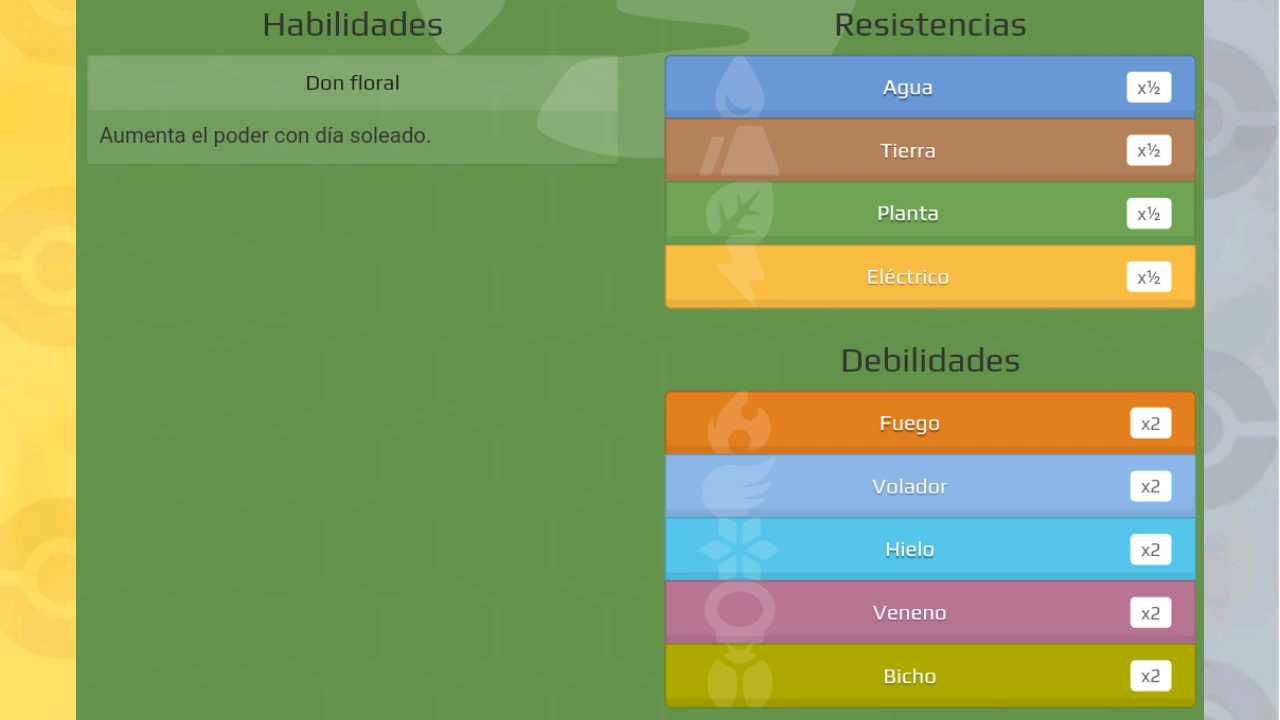 Habilidades
Don floral
Aumenta el poder con día soleado.
Resistencias
Agua x½
Tierra x½
Planta x½
Eléctrico x½
Debilidades
Fuego x2
Volador x2
Hielo x2
Veneno x2
Bicho x2